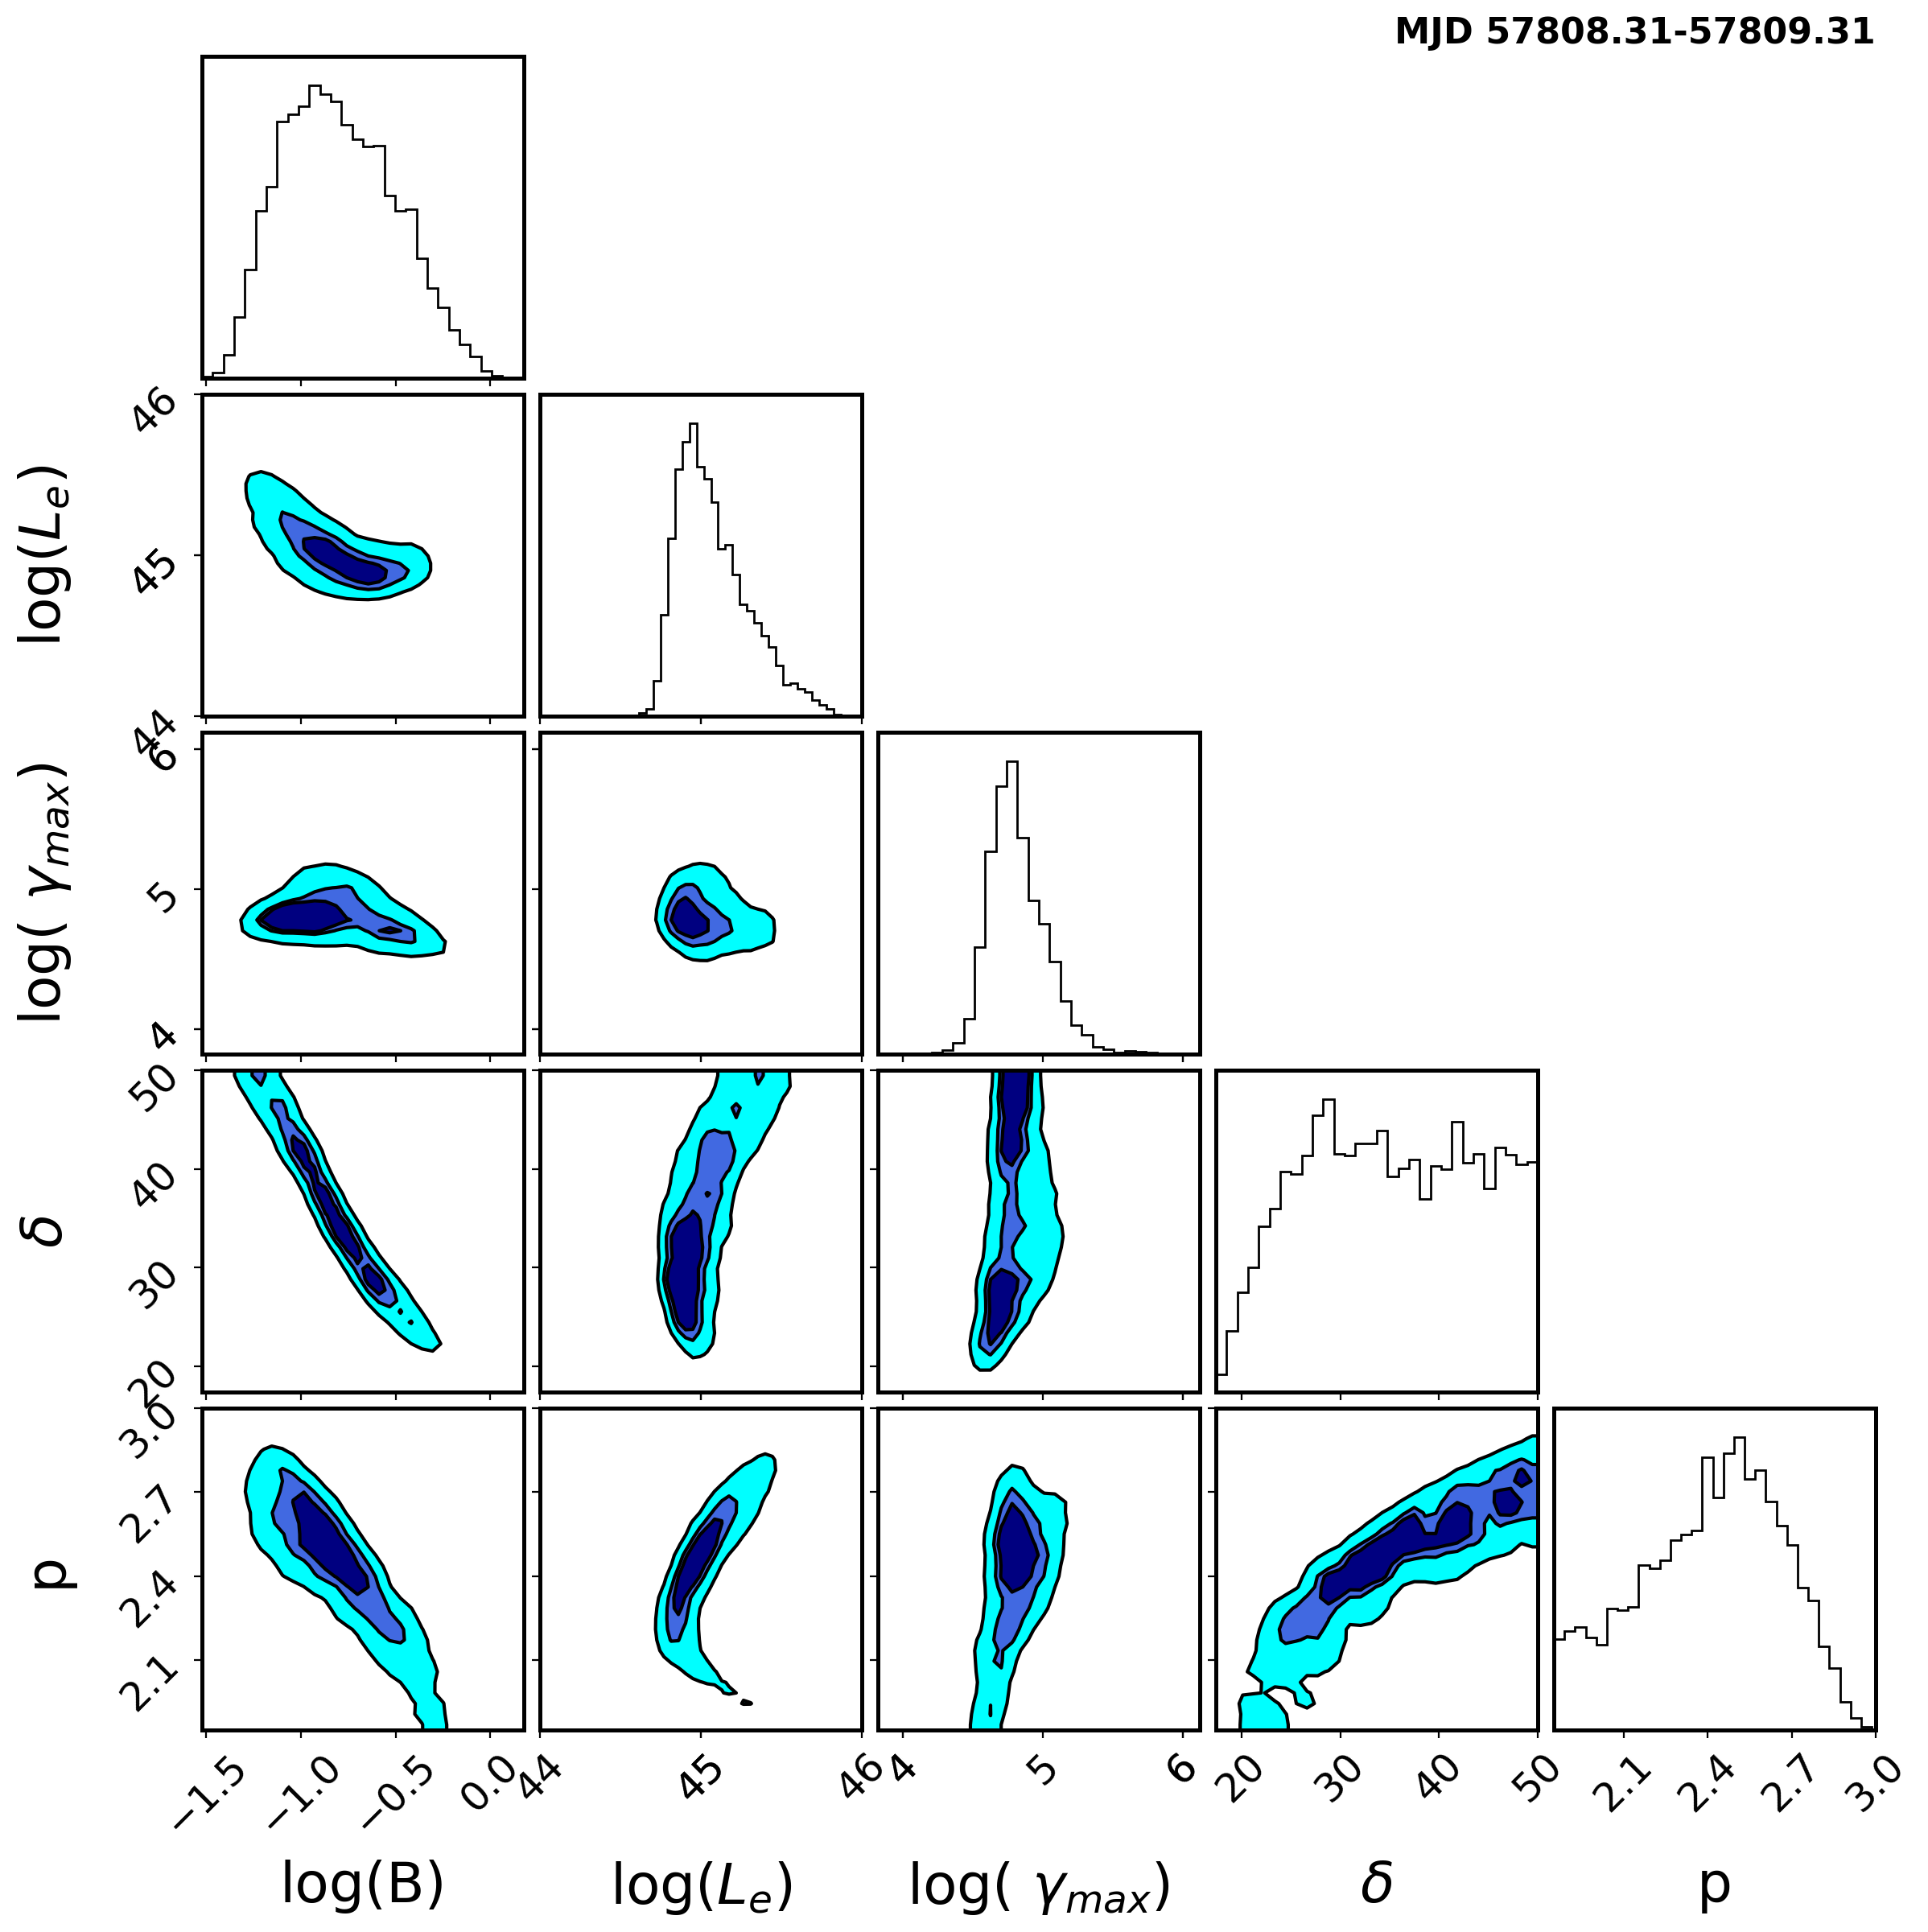 MJD 57808.31-57809.31
46
45
44
log(L_e)
6
5
4
log( γ_max)
50
40
30
20
δ
3.0
2.7
2.4
2.1
p
−1.5 −1.0 −0.5 0.0 44 45 46 4 5 6 20 30 40 50 2.1 2.4 2.7 3.0
log(B) log(L_e) log( γ_max) δ p